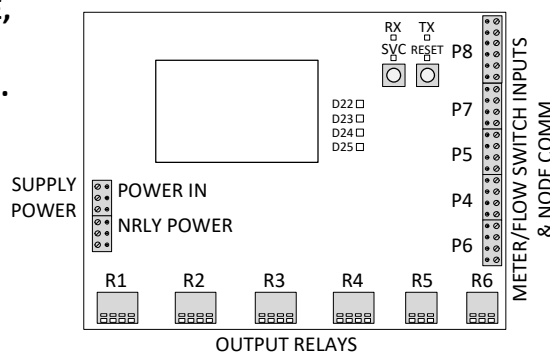 RX TX
SVC RESET
P8
D22
D23
D24
D25
P7
P5
P4
P6
METER/FLOW SWITCH INPUTS
& NODE COMM
SUPPLY
POWER
POWER IN
NRLY POWER
R1 R2 R3 R4 R5 R6
OUTPUT RELAYS